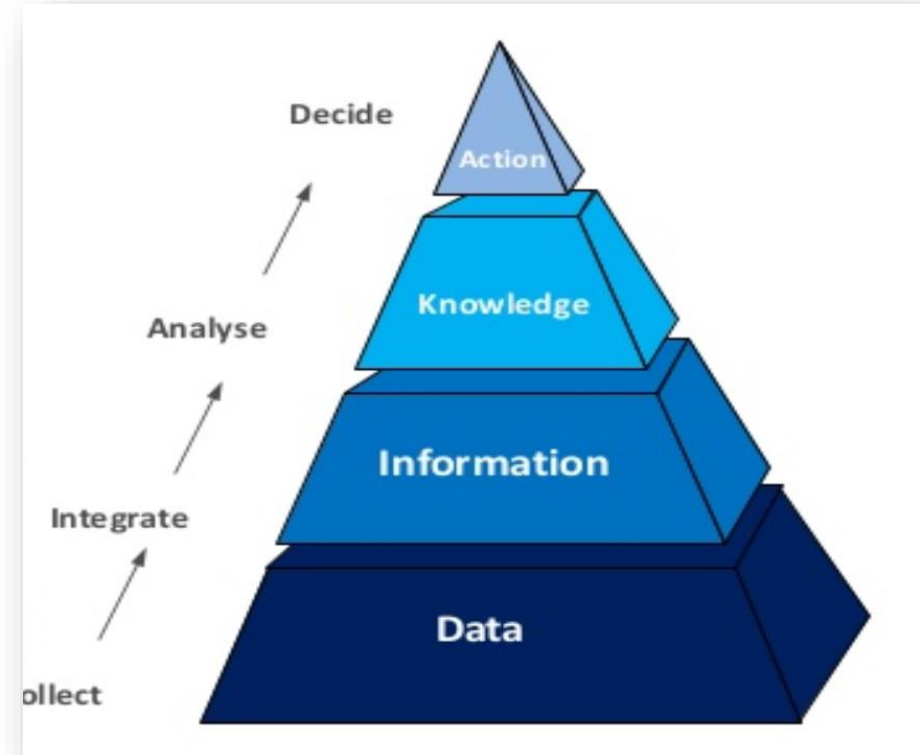 Decide
Action
Knowledge
Analyse
Information
Integrate
Data
ollect